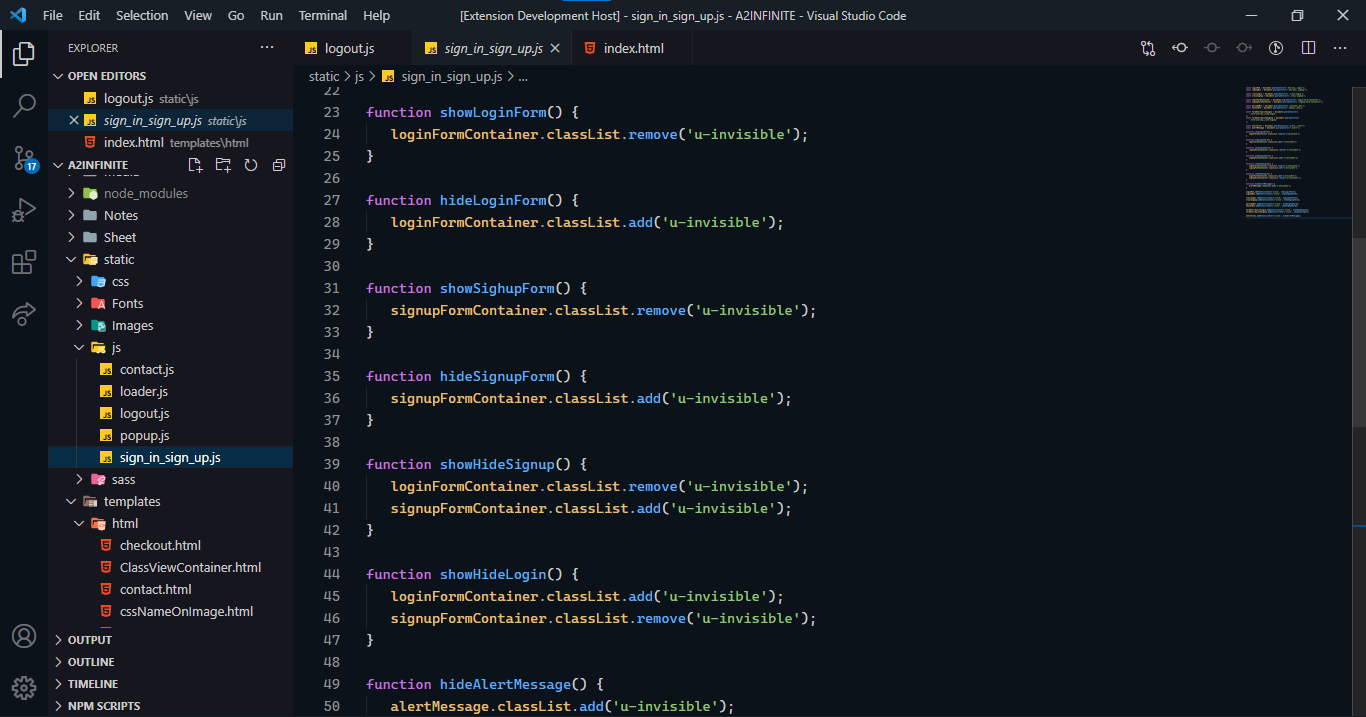 File Edit Selection View Go Run Terminal Help
[Extension Development Host] - sign_in_sign_up.js - A2INFINITE - Visual Studio Code
EXPLORER
OPEN EDITORS
logout.js static\js
sign_in_sign_up.js static\js
index.html templates\html
17
A2INFINITE
node_modules
Notes
Sheet
static
css
Fonts
Images
js
contact.js
loader.js
logout.js
popup.js
sign_in_sign_up.js
sass
templates
html
checkout.html
ClassViewContainer.html
contact.html
cssNameOnImage.html
OUTPUT
OUTLINE
TIMELINE
NPM SCRIPTS
logout.js sign_in_sign_up.js index.html
static > js > sign_in_sign_up.js > ...
22
23 function showLoginForm() {
24 loginFormContainer.classList.remove('u-invisible');
25 }
26
27 function hideLoginForm() {
28 loginFormContainer.classList.add('u-invisible');
29 }
30
31 function showSighupForm() {
32 signupFormContainer.classList.remove('u-invisible');
33 }
34
35 function hideSignupForm() {
36 signupFormContainer.classList.add('u-invisible');
37 }
38
39 function showHideSignup() {
40 loginFormContainer.classList.remove('u-invisible');
41 signupFormContainer.classList.add('u-invisible');
42 }
43
44 function showHideLogin() {
45 loginFormContainer.classList.add('u-invisible');
46 signupFormContainer.classList.remove('u-invisible');
47 }
48
49 function hideAlertMessage() {
50 alertMessage.classList.add('u-invisible');